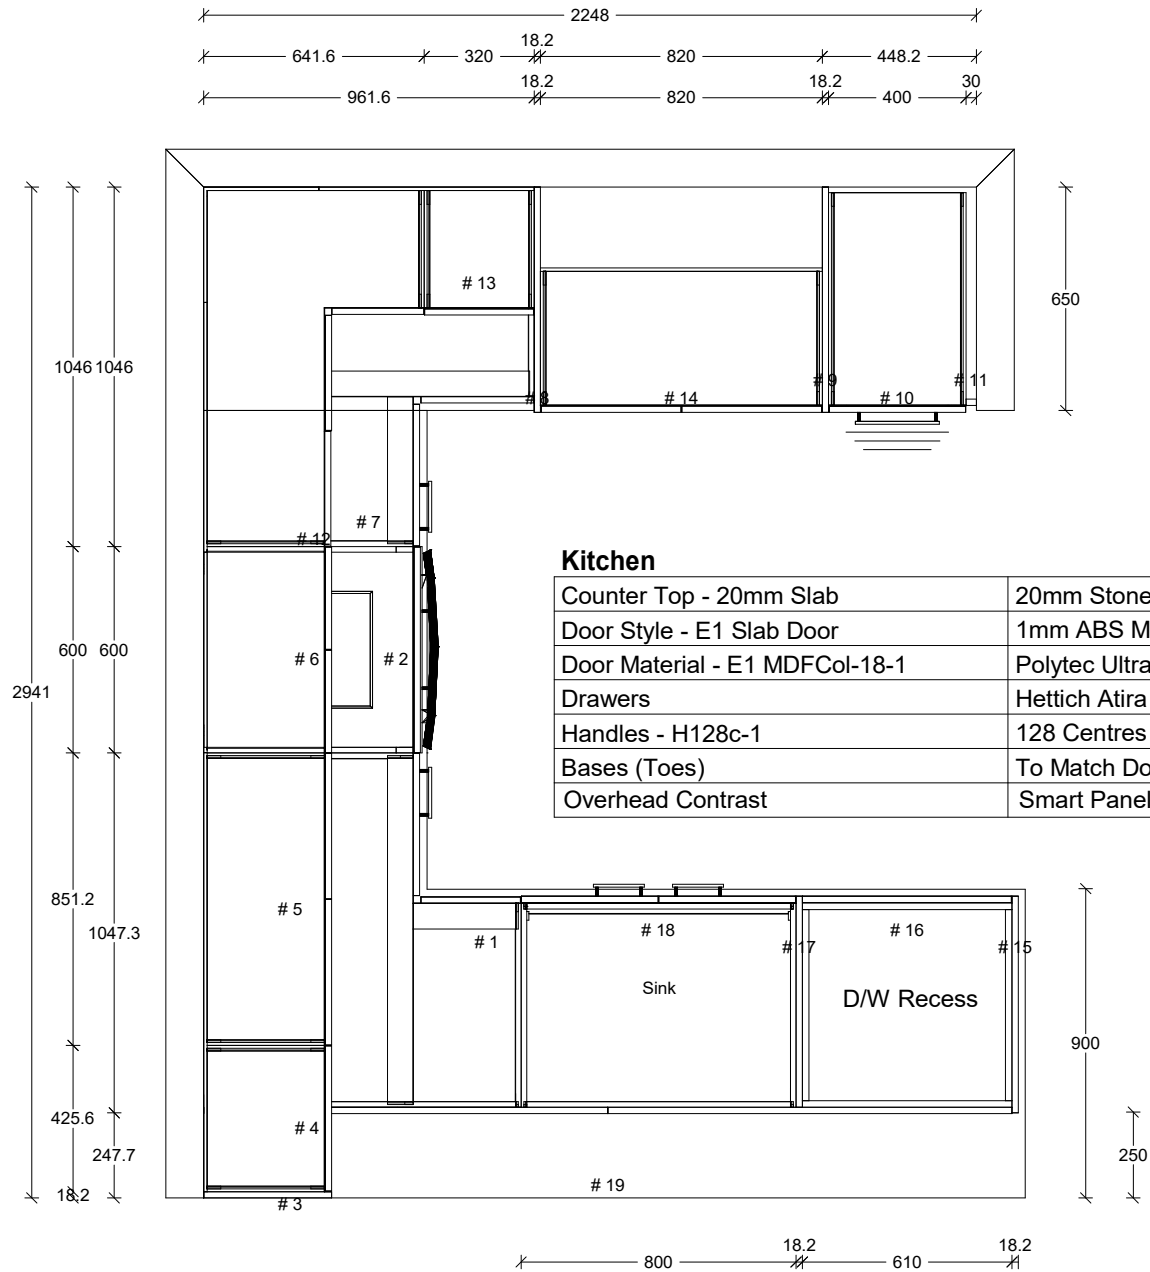 2248
18.2
641.6 320 820 448.2
18.2 18.2 30
961.6 820 400
# 13
650
1046 1046
# 8 # 14 # 9 # 10 # 11
# 7
# 12
Kitchen
Counter Top - 20mm Slab 20mm Stone
Door Style - E1 Slab Door 1mm ABS M
Door Material - E1 MDFCol-18-1 Polytec Ultra
Drawers Hettich Atira
Handles - H128c-1 128 Centres
Bases (Toes) To Match Do
Overhead Contrast Smart Panel
600 600 # 6 # 2
2941
851.2
# 5
1047.3
# 1 # 18 # 17 # 16 # 15
Sink
D/W Recess
900
425.6
# 4
247.7 250
18.2
# 3 # 19
18.2 18.2
800 610